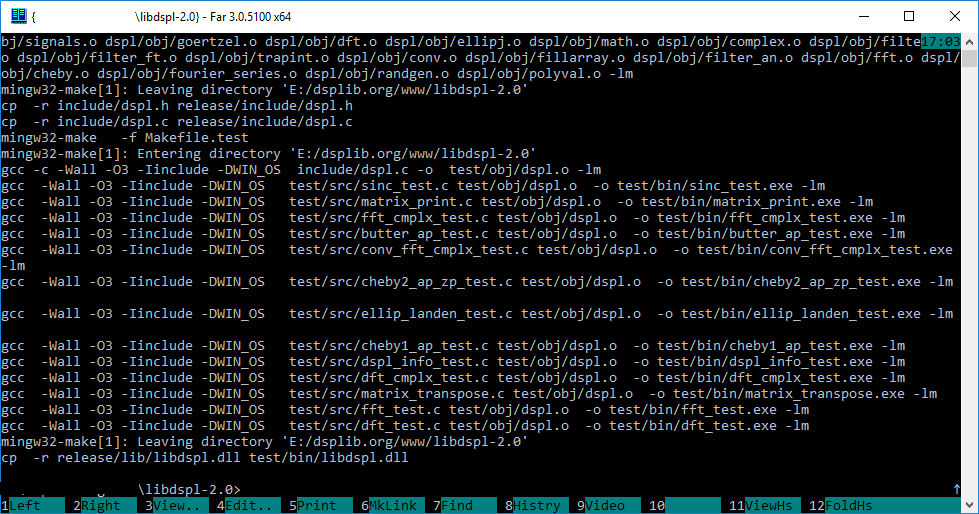 { \libdspl-2.0} - Far 3.0.5100 x64
bj/signals.o dspl/obj/goertzel.o dspl/obj/dft.o dspl/obj/ellipj.o dspl/obj/math.o dspl/obj/complex.o dspl/obj/filte17:03
o dspl/obj/filter_ft.o dspl/obj/trapint.o dspl/obj/conv.o dspl/obj/fillarray.o dspl/obj/filter_an.o dspl/obj/fft.o dspl/
obj/cheby.o dspl/obj/fourier_series.o dspl/obj/randgen.o dspl/obj/polyval.o -lm
mingw32-make[1]: Leaving directory 'E:/dsplib.org/www/libdspl-2.0'
cp  -r include/dspl.h release/include/dspl.h
cp  -r include/dspl.c release/include/dspl.c
mingw32-make   -f Makefile.test
mingw32-make[1]: Entering directory 'E:/dsplib.org/www/libdspl-2.0'
gcc -c -Wall -O3 -Iinclude -DWIN_OS  include/dspl.c -o  test/obj/dspl.o -lm
gcc  -Wall -O3 -Iinclude -DWIN_OS   test/src/sinc_test.c test/obj/dspl.o  -o test/bin/sinc_test.exe -lm
gcc  -Wall -O3 -Iinclude -DWIN_OS   test/src/matrix_print.c test/obj/dspl.o  -o test/bin/matrix_print.exe -lm
gcc  -Wall -O3 -Iinclude -DWIN_OS   test/src/fft_cmplx_test.c test/obj/dspl.o  -o test/bin/fft_cmplx_test.exe -lm
gcc  -Wall -O3 -Iinclude -DWIN_OS   test/src/butter_ap_test.c test/obj/dspl.o  -o test/bin/butter_ap_test.exe -lm
gcc  -Wall -O3 -Iinclude -DWIN_OS   test/src/conv_fft_cmplx_test.c test/obj/dspl.o  -o test/bin/conv_fft_cmplx_test.exe
-lm
gcc  -Wall -O3 -Iinclude -DWIN_OS   test/src/cheby2_ap_zp_test.c test/obj/dspl.o  -o test/bin/cheby2_ap_zp_test.exe -lm
gcc  -Wall -O3 -Iinclude -DWIN_OS   test/src/ellip_landen_test.c test/obj/dspl.o  -o test/bin/ellip_landen_test.exe -lm
gcc  -Wall -O3 -Iinclude -DWIN_OS   test/src/cheby1_ap_test.c test/obj/dspl.o  -o test/bin/cheby1_ap_test.exe -lm
gcc  -Wall -O3 -Iinclude -DWIN_OS   test/src/dspl_info_test.c test/obj/dspl.o  -o test/bin/dspl_info_test.exe -lm
gcc  -Wall -O3 -Iinclude -DWIN_OS   test/src/dft_cmplx_test.c test/obj/dspl.o  -o test/bin/dft_cmplx_test.exe -lm
gcc  -Wall -O3 -Iinclude -DWIN_OS   test/src/matrix_transpose.c test/obj/dspl.o  -o test/bin/matrix_transpose.exe -lm
gcc  -Wall -O3 -Iinclude -DWIN_OS   test/src/fft_test.c test/obj/dspl.o  -o test/bin/fft_test.exe -lm
gcc  -Wall -O3 -Iinclude -DWIN_OS   test/src/dft_test.c test/obj/dspl.o  -o test/bin/dft_test.exe -lm
mingw32-make[1]: Leaving directory 'E:/dsplib.org/www/libdspl-2.0'
cp  -r release/lib/libdspl.dll test/bin/libdspl.dll
\libdspl-2.0> ↑
1Left 2Right 3View.. 4Edit.. 5Print 6MkLink 7Find 8Histry 9Video 10 11ViewHs 12FoldHs